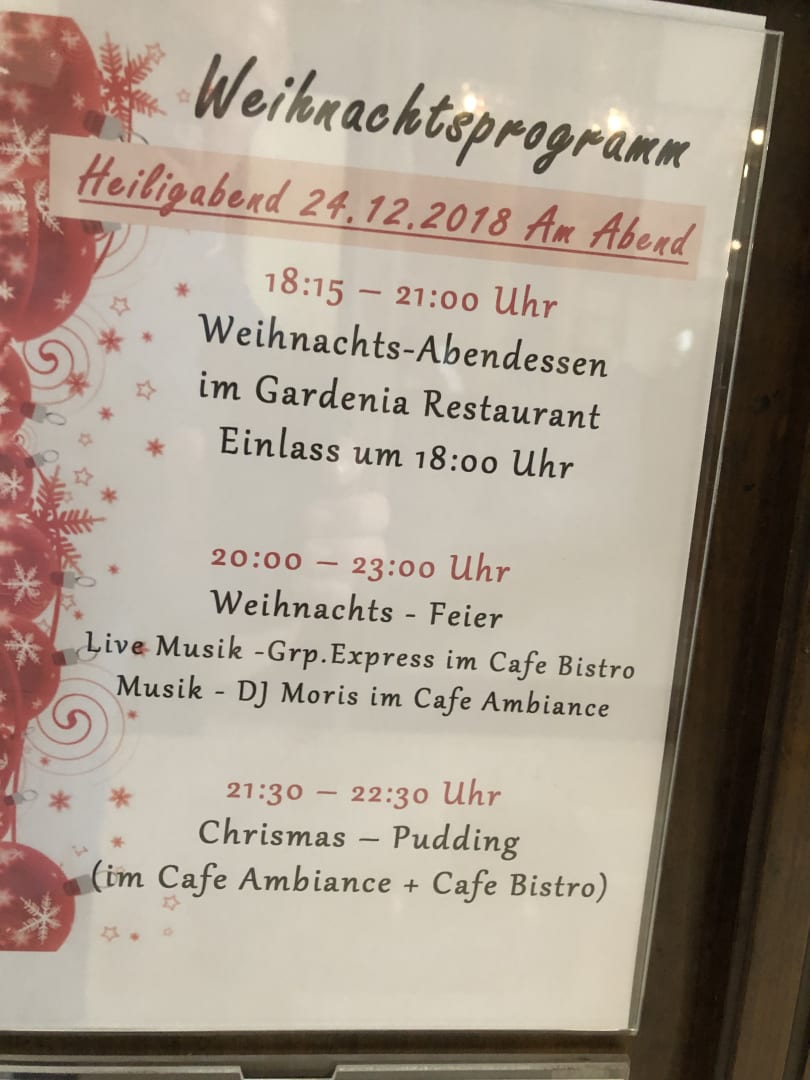 Weihnachtsprogramm
Heiligabend 24.12.2018 Am Abend
18:15 – 21:00 Uhr
Weihnachts-Abendessen
im Gardenia Restaurant
Einlass um 18:00 Uhr
20:00 – 23:00 Uhr
Weihnachts - Feier
Live Musik -Grp.Express im Cafe Bistro
Musik - DJ Moris im Cafe Ambiance
21:30 – 22:30 Uhr
Chrismas – Pudding
(im Cafe Ambiance + Cafe Bistro)